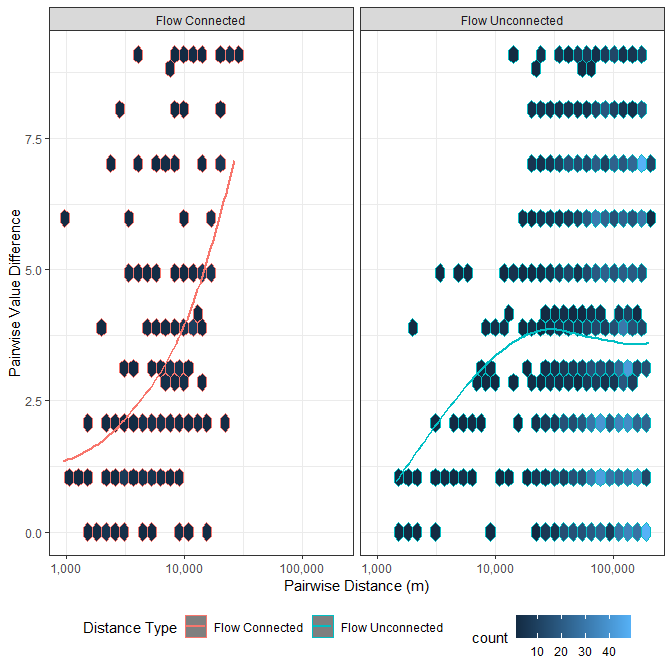 Flow Connected Flow Unconnected
7.5
5.0
2.5
0.0
Pairwise Value Difference
1,000 10,000 100,000 1,000 10,000 100,000
Pairwise Distance (m)
Distance Type Flow Connected Flow Unconnected count
10 20 30 40